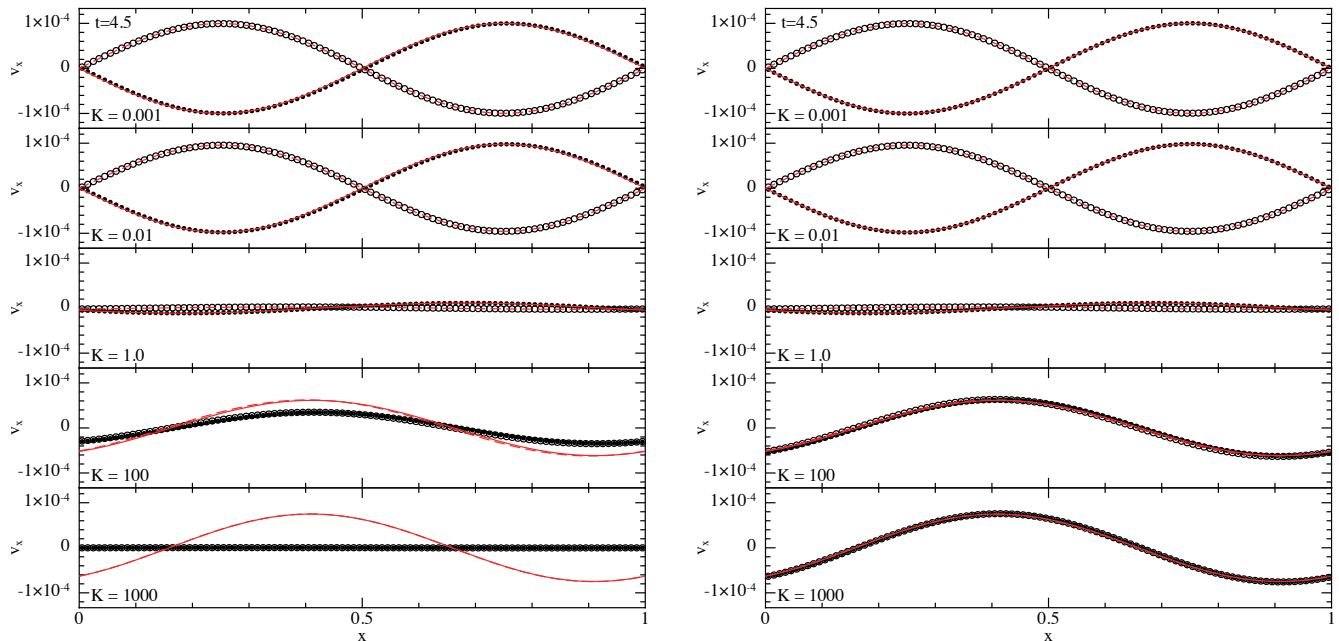 t=4.5
1×10⁻⁴
0
-1×10⁻⁴
v_x
K = 0.001
1×10⁻⁴
0
-1×10⁻⁴
v_x
K = 0.01
1×10⁻⁴
0
-1×10⁻⁴
v_x
K = 1.0
1×10⁻⁴
0
-1×10⁻⁴
v_x
K = 100
1×10⁻⁴
0
-1×10⁻⁴
v_x
K = 1000
0
0.5
1
x
t=4.5
1×10⁻⁴
0
-1×10⁻⁴
v_x
K = 0.001
1×10⁻⁴
0
-1×10⁻⁴
v_x
K = 0.01
1×10⁻⁴
0
-1×10⁻⁴
v_x
K = 1.0
1×10⁻⁴
0
-1×10⁻⁴
v_x
K = 100
1×10⁻⁴
0
-1×10⁻⁴
v_x
K = 1000
0
0.5
1
x